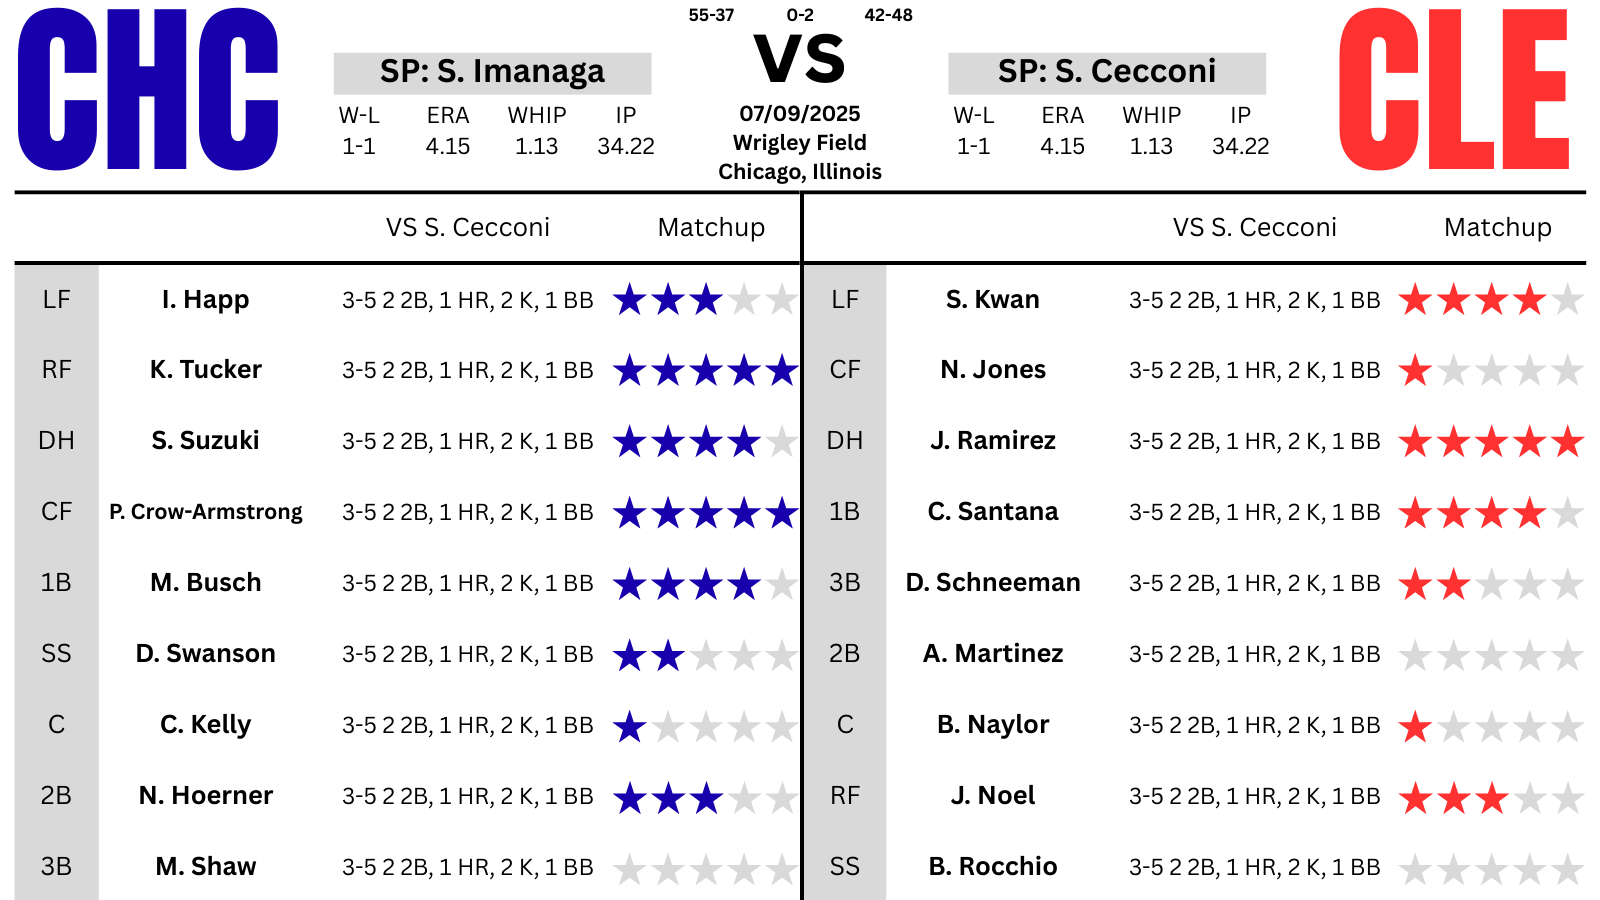 CHC
55-37 0-2 42-48
VS
07/09/2025
Wrigley Field
Chicago, Illinois
SP: S. Imanaga
W-L ERA WHIP IP
1-1 4.15 1.13 34.22
SP: S. Cecconi
W-L ERA WHIP IP
1-1 4.15 1.13 34.22
CLE
VS S. Cecconi Matchup
LF I. Happ 3-5 2 2B, 1 HR, 2 K, 1 BB
RF K. Tucker 3-5 2 2B, 1 HR, 2 K, 1 BB
DH S. Suzuki 3-5 2 2B, 1 HR, 2 K, 1 BB
CF P. Crow-Armstrong 3-5 2 2B, 1 HR, 2 K, 1 BB
1B M. Busch 3-5 2 2B, 1 HR, 2 K, 1 BB
SS D. Swanson 3-5 2 2B, 1 HR, 2 K, 1 BB
C C. Kelly 3-5 2 2B, 1 HR, 2 K, 1 BB
2B N. Hoerner 3-5 2 2B, 1 HR, 2 K, 1 BB
3B M. Shaw 3-5 2 2B, 1 HR, 2 K, 1 BB
VS S. Cecconi Matchup
LF S. Kwan 3-5 2 2B, 1 HR, 2 K, 1 BB
CF N. Jones 3-5 2 2B, 1 HR, 2 K, 1 BB
DH J. Ramirez 3-5 2 2B, 1 HR, 2 K, 1 BB
1B C. Santana 3-5 2 2B, 1 HR, 2 K, 1 BB
3B D. Schneeman 3-5 2 2B, 1 HR, 2 K, 1 BB
2B A. Martinez 3-5 2 2B, 1 HR, 2 K, 1 BB
C B. Naylor 3-5 2 2B, 1 HR, 2 K, 1 BB
RF J. Noel 3-5 2 2B, 1 HR, 2 K, 1 BB
SS B. Rocchio 3-5 2 2B, 1 HR, 2 K, 1 BB